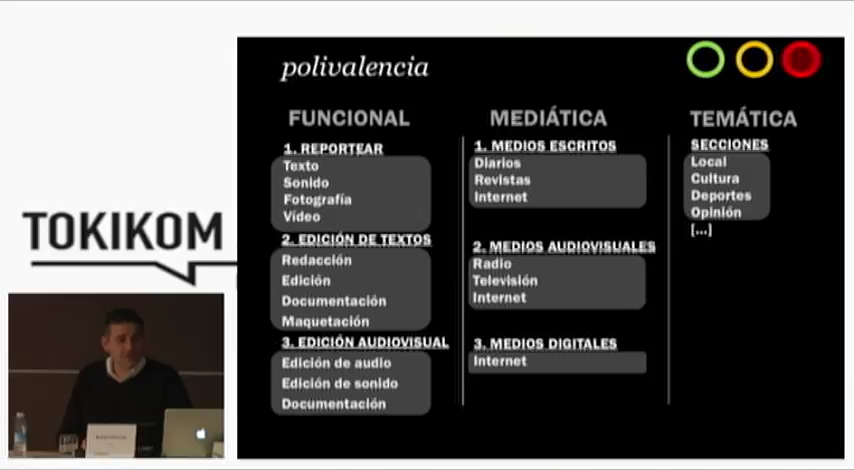 polivalencia
FUNCIONAL
1. REPORTEAR
Texto
Sonido
Fotografía
Vídeo
2. EDICIÓN DE TEXTOS
Redacción
Edición
Documentación
Maquetación
3. EDICIÓN AUDIOVISUAL
Edición de audio
Edición de sonido
Documentación
MEDIÁTICA
1. MEDIOS ESCRITOS
Diarios
Revistas
Internet
2. MEDIOS AUDIOVISUALES
Radio
Televisión
Internet
3. MEDIOS DIGITALES
Internet
TEMÁTICA
SECCIONES
Local
Cultura
Deportes
Opinión
[...]
TOKIKOM